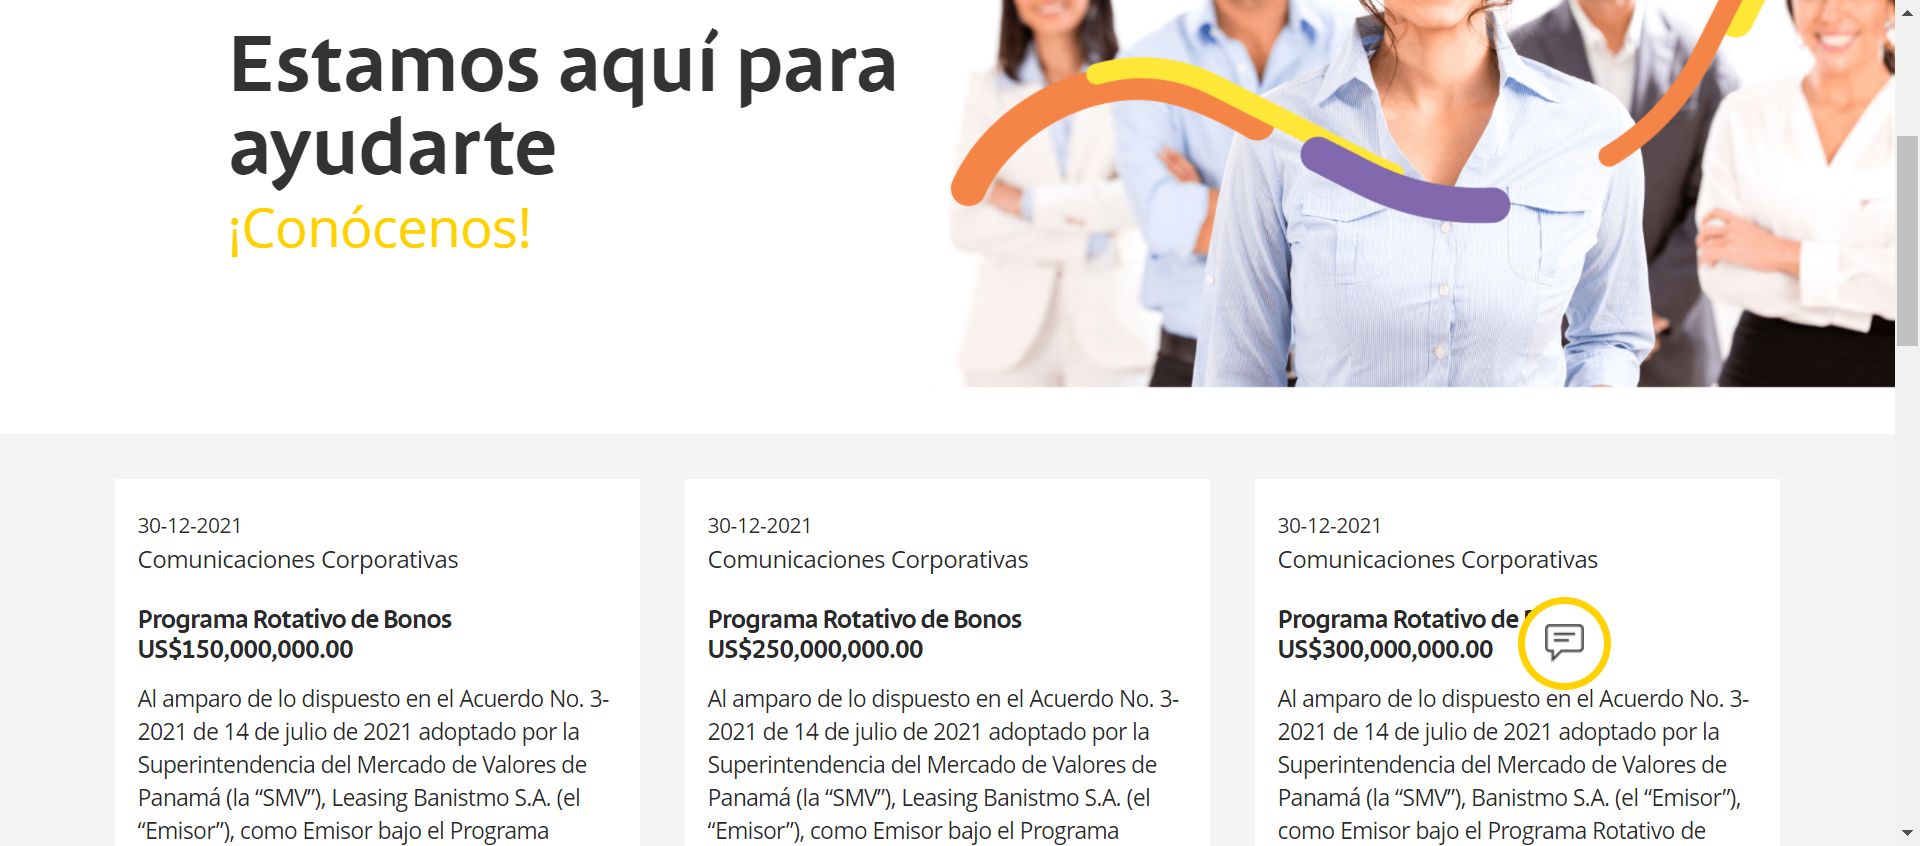 Estamos aquí para
ayudarte
¡Conócenos!
30-12-2021
Comunicaciones Corporativas
Programa Rotativo de Bonos
US$150,000,000.00
Al amparo de lo dispuesto en el Acuerdo No. 3-
2021 de 14 de julio de 2021 adoptado por la
Superintendencia del Mercado de Valores de
Panamá (la “SMV”), Leasing Banistmo S.A. (el
“Emisor”), como Emisor bajo el Programa
30-12-2021
Comunicaciones Corporativas
Programa Rotativo de Bonos
US$250,000,000.00
Al amparo de lo dispuesto en el Acuerdo No. 3-
2021 de 14 de julio de 2021 adoptado por la
Superintendencia del Mercado de Valores de
Panamá (la “SMV”), Leasing Banistmo S.A. (el
“Emisor”), como Emisor bajo el Programa
30-12-2021
Comunicaciones Corporativas
Programa Rotativo de
US$300,000,000.00
Al amparo de lo dispuesto en el Acuerdo No. 3-
2021 de 14 de julio de 2021 adoptado por la
Superintendencia del Mercado de Valores de
Panamá (la “SMV”), Banistmo S.A. (el “Emisor”),
como Emisor bajo el Programa Rotativo de